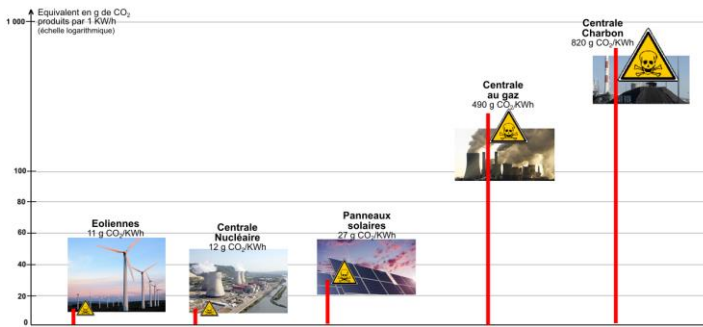 Equivalent en g de CO2
produits par 1 KW/h
(échelle logarithmique)
1 000
100
80
60
40
20
0
Eoliennes
11 g CO2/KWh
Centrale
Nucléaire
12 g CO2/KWh
Panneaux
solaires
27 g CO2/KWh
Centrale
au gaz
490 g CO2/KWh
Centrale
Charbon
820 g CO2/KWh